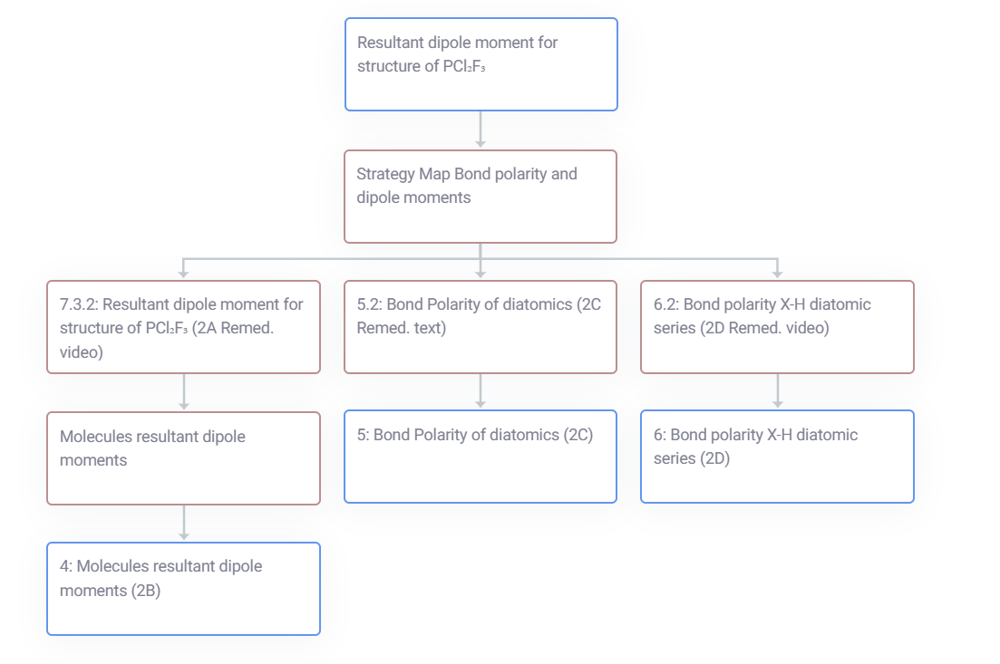 Resultant dipole moment for
structure of PCl₂F₃
Strategy Map Bond polarity and
dipole moments
7.3.2: Resultant dipole moment for
structure of PCl₂F₃ (2A Remed.
video)
5.2: Bond Polarity of diatomics (2C
Remed. text)
6.2: Bond polarity X-H diatomic
series (2D Remed. video)
Molecules resultant dipole
moments
5: Bond Polarity of diatomics (2C)
6: Bond polarity X-H diatomic
series (2D)
4: Molecules resultant dipole
moments (2B)